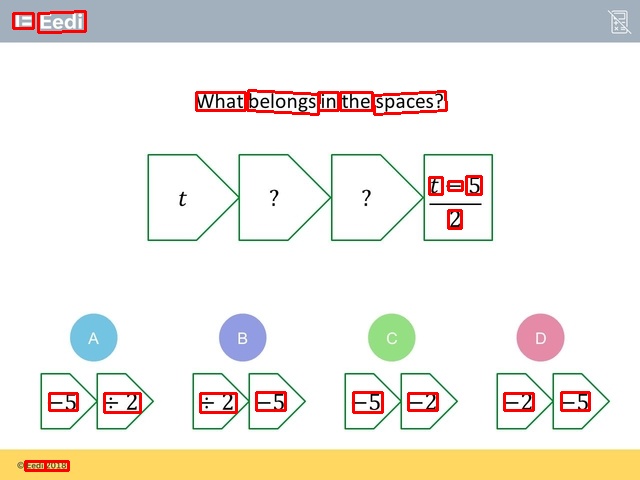 Eedi
What belongs in the spaces?
t ? ? t − 5
2
A B C D
−5 ÷ 2 ÷ 2 −5 −5 −2 −2 −5
© Eedi 2018